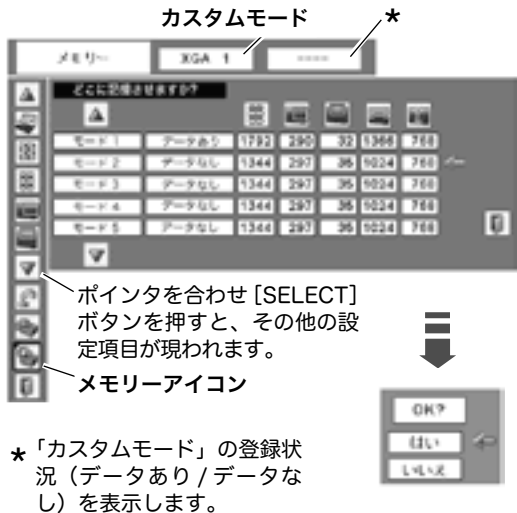 カスタムモード
*
メモリー
XGA 1
----
どこに記憶させますか?
モード 1 データあり 1792 290 32 1366 768
モード 2 データなし 1344 297 35 1024 768
モード 3 データなし 1344 297 35 1024 768
モード 4 データなし 1344 297 35 1024 768
モード 5 データなし 1344 297 35 1024 768
ポインタを合わせ [SELECT]
ボタンを押すと、その他の設
定項目が現われます。
メモリーアイコン
OK?
はい
いいえ
*「カスタムモード」の登録状
況(データあり / データな
し)を表示します。